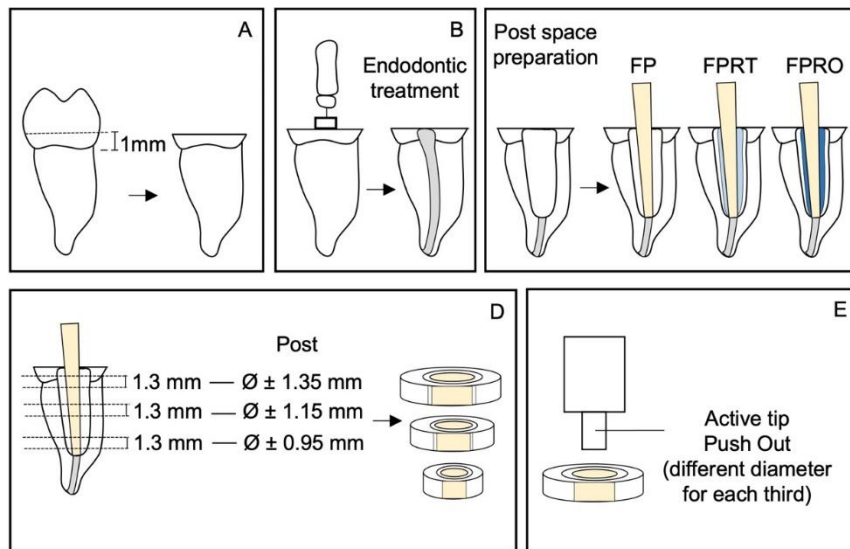 A
1mm
B
Endodontic
treatment
Post space
preparation
FP
FPRT
FPRO
D
Post
1.3 mm — Ø ± 1.35 mm
1.3 mm — Ø ± 1.15 mm
1.3 mm — Ø ± 0.95 mm
E
Active tip
Push Out
(different diameter
for each third)